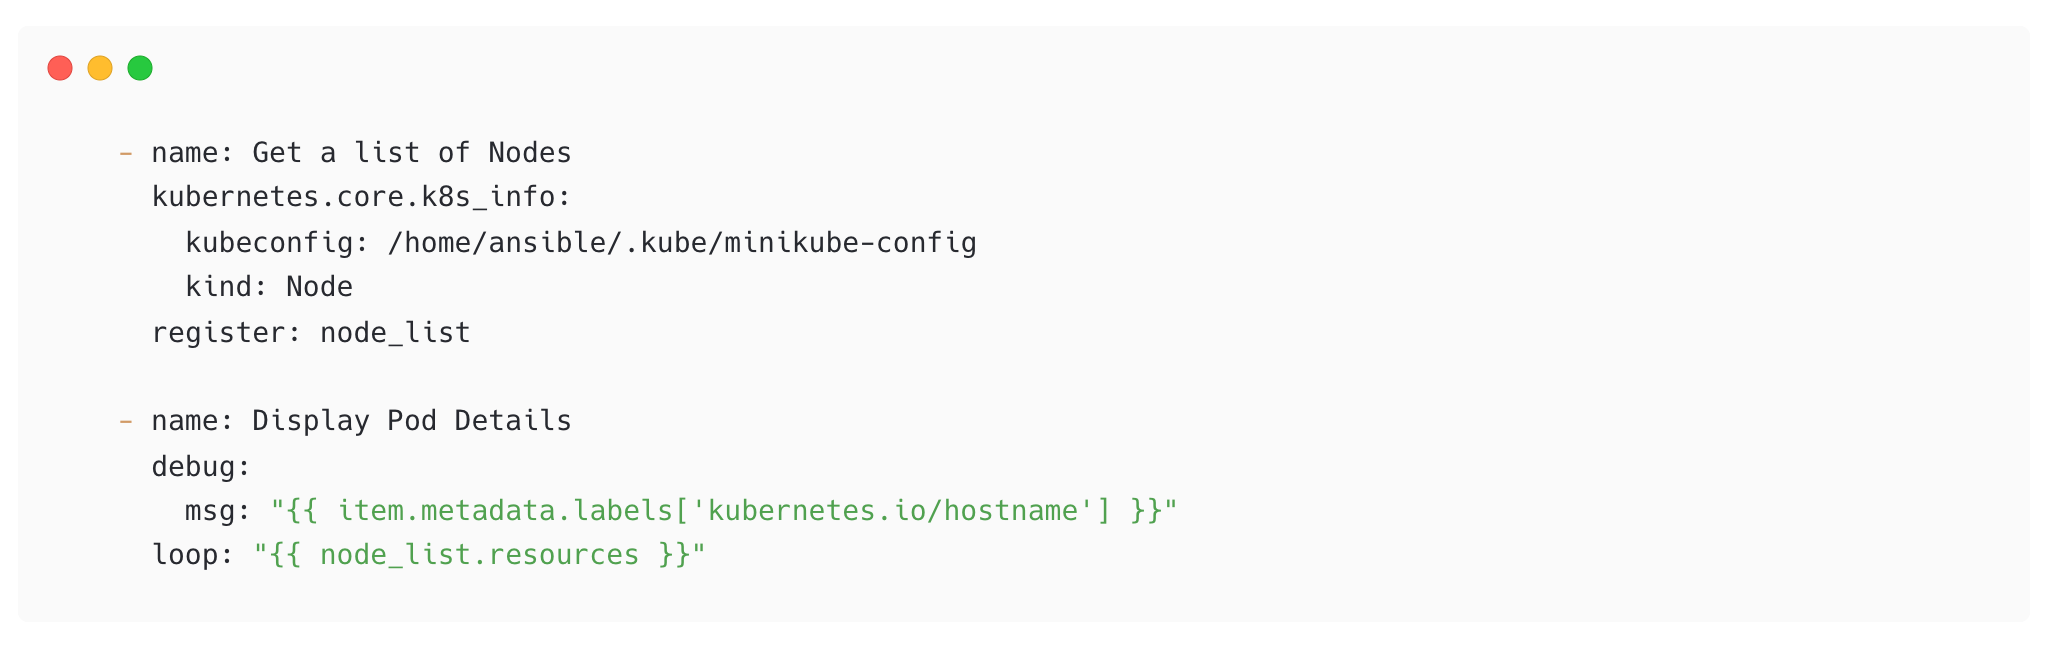 - name: Get a list of Nodes
  kubernetes.core.k8s_info:
    kubeconfig: /home/ansible/.kube/minikube-config
    kind: Node
  register: node_list

- name: Display Pod Details
  debug:
    msg: "{{ item.metadata.labels['kubernetes.io/hostname'] }}"
  loop: "{{ node_list.resources }}"